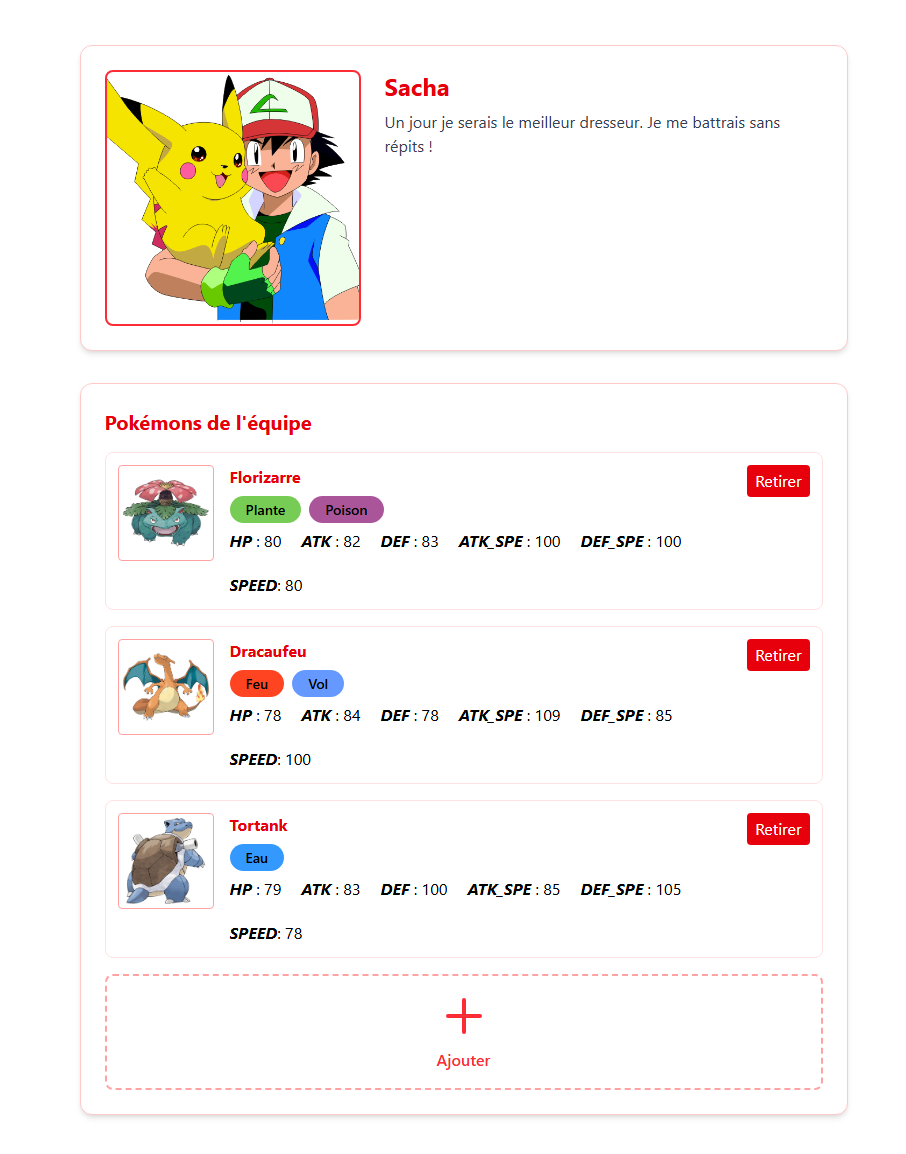 Sacha
Un jour je serais le meilleur dresseur. Je me battrais sans
répits !
Pokémons de l'équipe
Florizarre
Retirer
Plante Poison
HP : 80 ATK : 82 DEF : 83 ATK_SPE : 100 DEF_SPE : 100
SPEED: 80
Dracaufeu
Retirer
Feu Vol
HP : 78 ATK : 84 DEF : 78 ATK_SPE : 109 DEF_SPE : 85
SPEED: 100
Tortank
Retirer
Eau
HP : 79 ATK : 83 DEF : 100 ATK_SPE : 85 DEF_SPE : 105
SPEED: 78
Ajouter